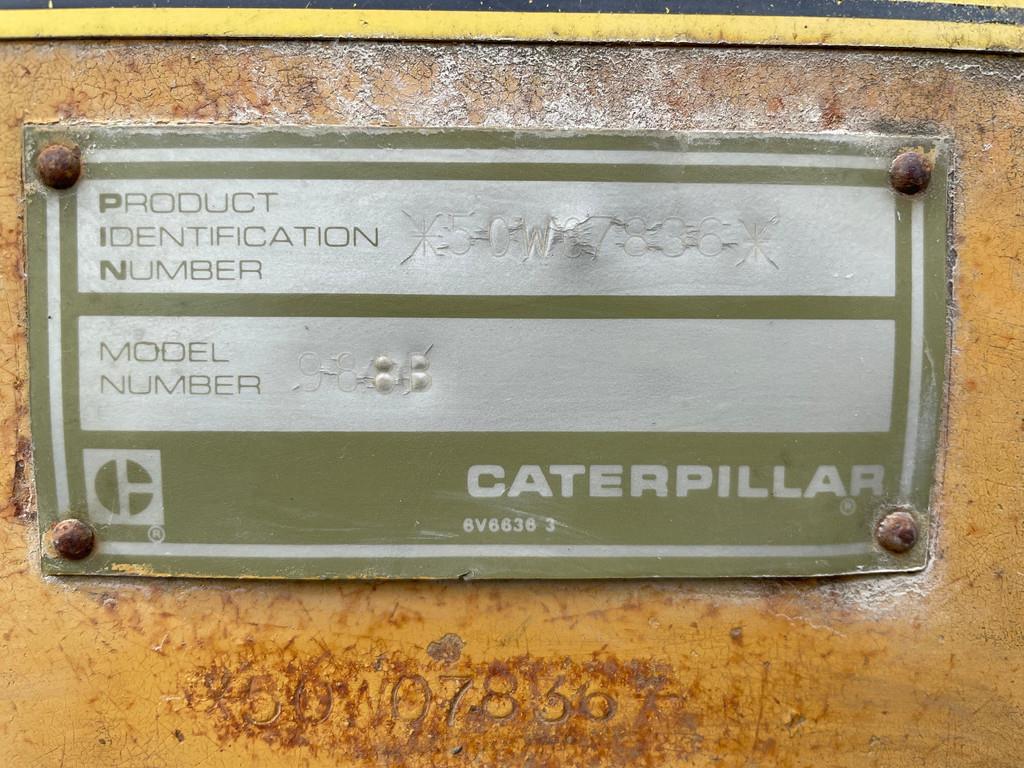 PRODUCT
IDENTIFICATION
NUMBER
*50W07836*
MODEL
NUMBER
988B
CATERPILLAR
®
C
®
6V6636 3
*50W07836*